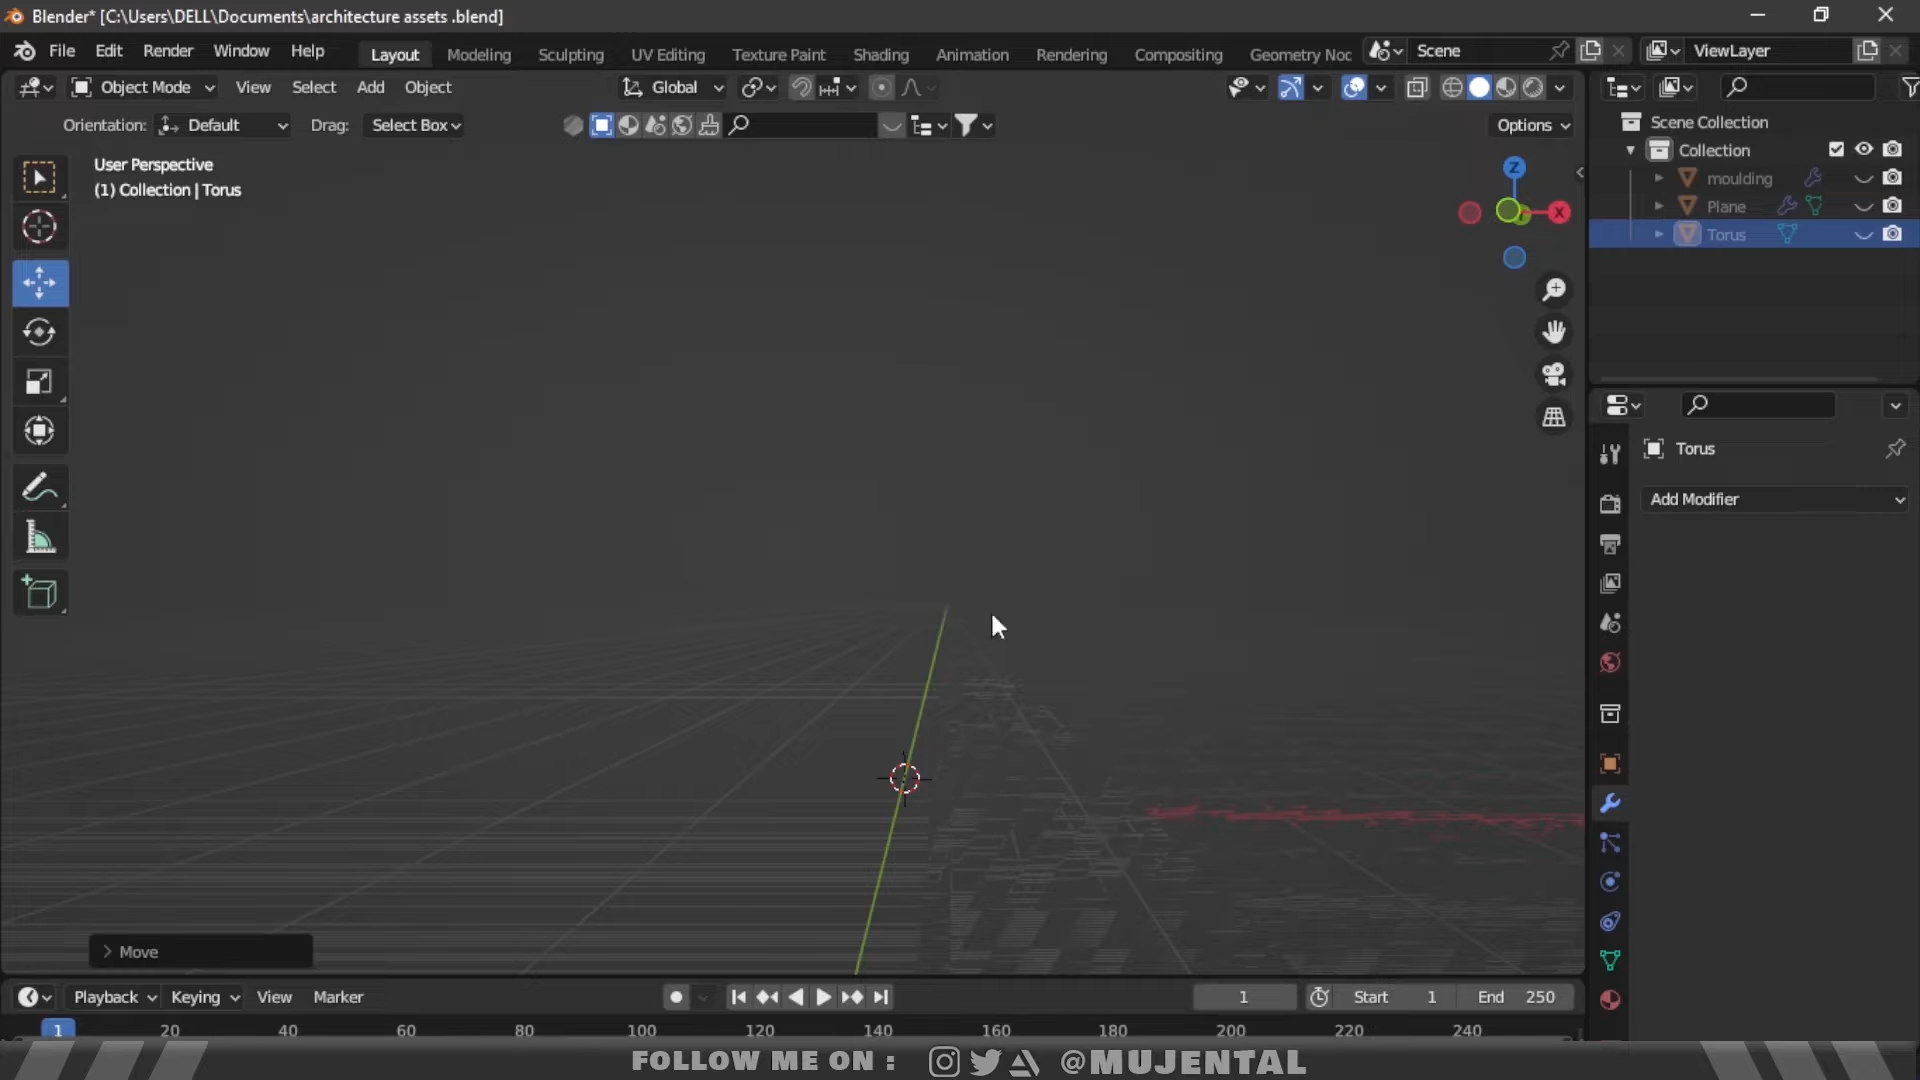 Blender* [C:\Users\DELL\Documents\architecture assets .blend]
File Edit Render Window Help Layout Modeling Sculpting UV Editing Texture Paint Shading Animation Rendering Compositing Geometry Noc Scene ViewLayer
Object Mode View Select Add Object Global
Orientation: Default Drag: Select Box Options
User Perspective
(1) Collection | Torus
Z
X
Scene Collection
Collection
moulding
Plane
Torus
Torus
Add Modifier
Move
Playback Keying View Marker 1 Start 1 End 250
1 20 40 60 80 100 120 140 160 180 200 220 240
FOLLOW ME ON : @MUJENTAL